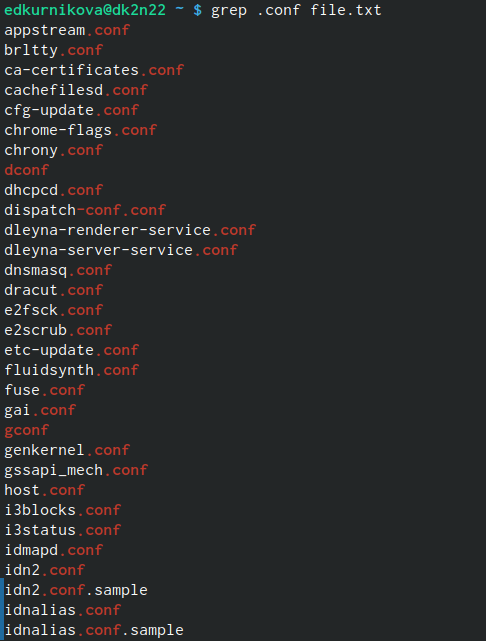 edkurnikova@dk2n22 ~ $ grep .conf file.txt
appstream.conf
brltty.conf
ca-certificates.conf
cachefilesd.conf
cfg-update.conf
chrome-flags.conf
chrony.conf
dconf
dhcpcd.conf
dispatch-conf.conf
dleyna-renderer-service.conf
dleyna-server-service.conf
dnsmasq.conf
dracut.conf
e2fsck.conf
e2scrub.conf
etc-update.conf
fluidsynth.conf
fuse.conf
gai.conf
gconf
genkernel.conf
gssapi_mech.conf
host.conf
i3blocks.conf
i3status.conf
idmapd.conf
idn2.conf
idn2.conf.sample
idnalias.conf
idnalias.conf.sample